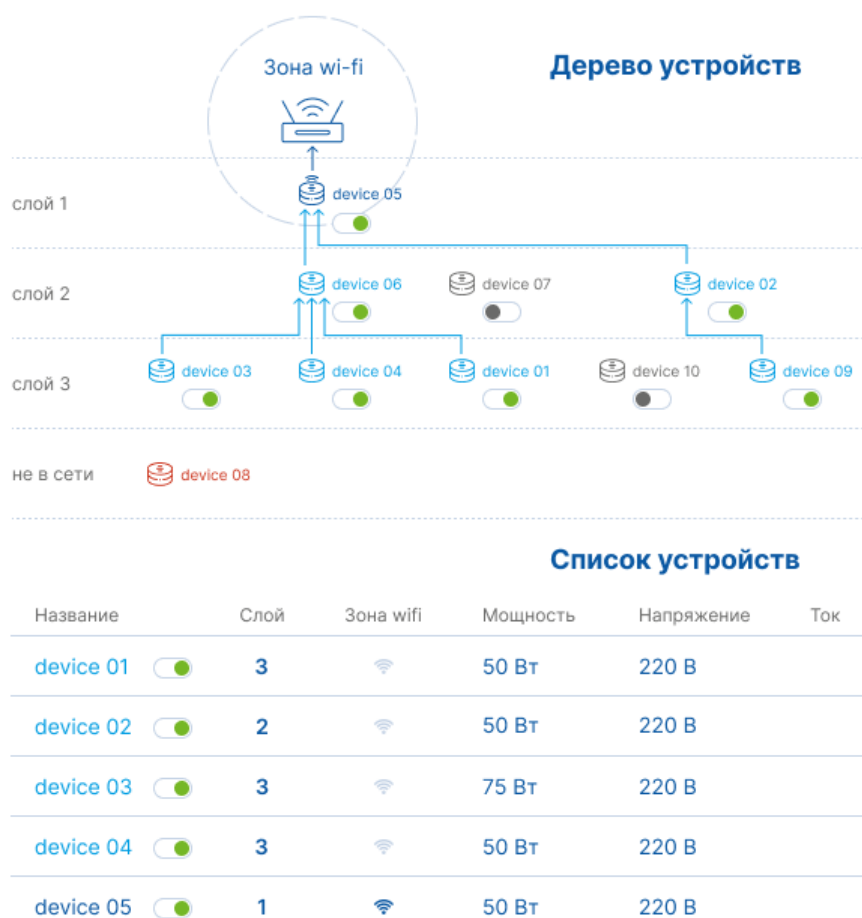 Зона wi-fi
Дерево устройств
слой 1
device 05
слой 2
device 06
device 07
device 02
слой 3
device 03
device 04
device 01
device 10
device 09
не в сети
device 08
Список устройств
Название Слой Зона wifi Мощность Напряжение Ток
device 01 3 50 Вт 220 В
device 02 2 50 Вт 220 В
device 03 3 75 Вт 220 В
device 04 3 50 Вт 220 В
device 05 1 50 Вт 220 В